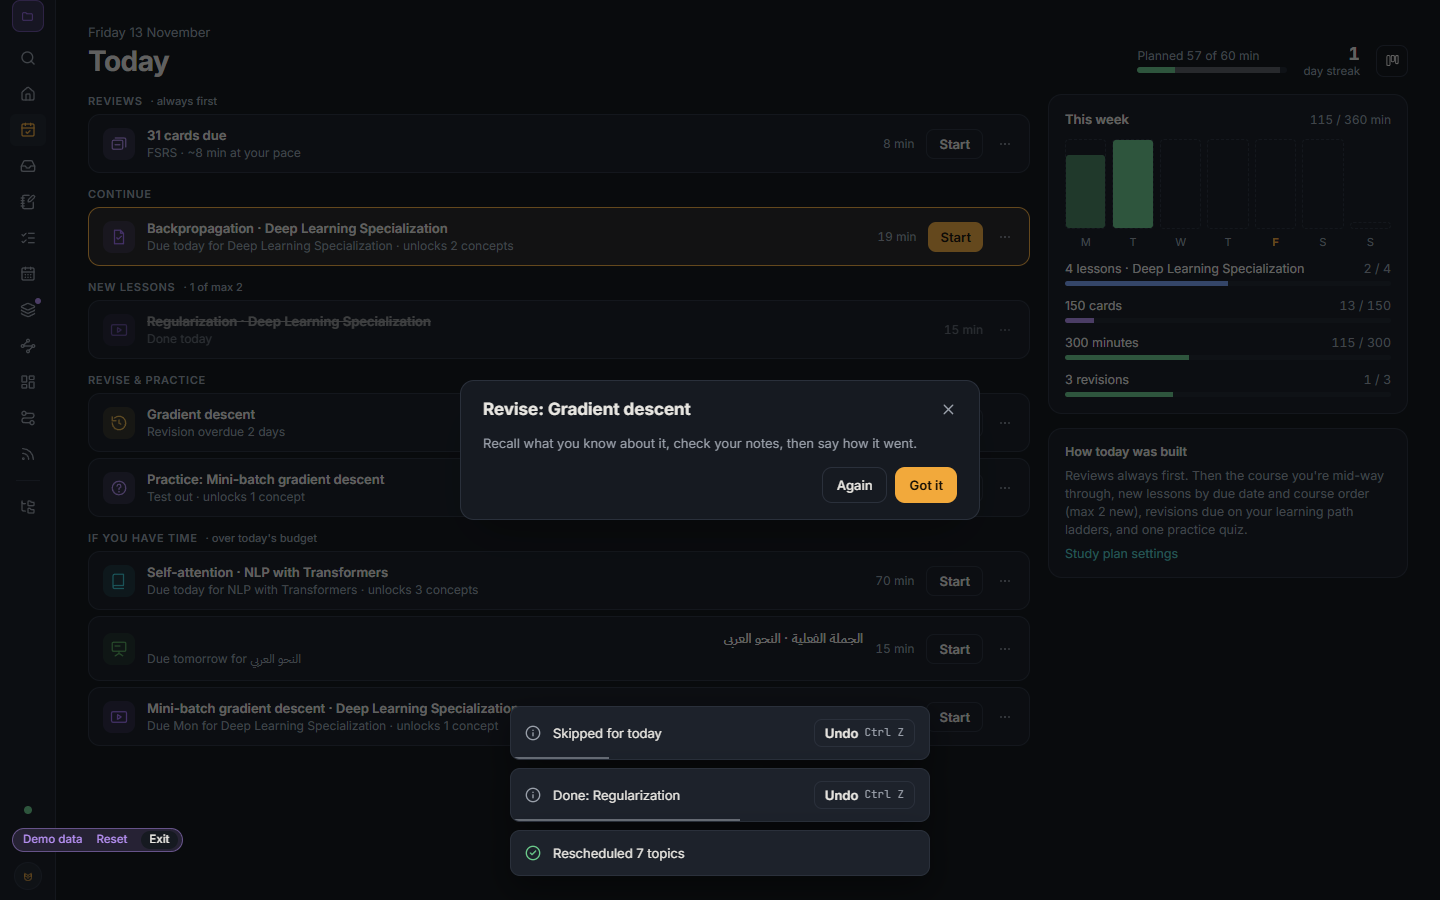 Friday 13 November
Today
Planned 57 of 60 min
1
day streak
REVIEWS · always first
31 cards due
FSRS · ~8 min at your pace
8 min
Start
CONTINUE
Backpropagation · Deep Learning Specialization
Due today for Deep Learning Specialization · unlocks 2 concepts
19 min
Start
NEW LESSONS · 1 of max 2
Regularization · Deep Learning Specialization
Done today
15 min
REVISE & PRACTICE
Gradient descent
Revision overdue 2 days
Practice: Mini-batch gradient descent
Test out · unlocks 1 concept
IF YOU HAVE TIME · over today's budget
Self-attention · NLP with Transformers
Due today for NLP with Transformers · unlocks 3 concepts
70 min
Start
الجملة الفعلية · النحو العربي
Due tomorrow for النحو العربي
15 min
Start
Mini-batch gradient descent · Deep Learning Specialization
Due Mon for Deep Learning Specialization · unlocks 1 concept
Start
This week
115 / 360 min
M T W T F S S
4 lessons · Deep Learning Specialization 2 / 4
150 cards 13 / 150
300 minutes 115 / 300
3 revisions 1 / 3
How today was built
Reviews always first. Then the course you're mid-way
through, new lessons by due date and course order
(max 2 new), revisions due on your learning path
ladders, and one practice quiz.
Study plan settings
Revise: Gradient descent
Recall what you know about it, check your notes, then say how it went.
Again
Got it
Skipped for today
Undo Ctrl Z
Done: Regularization
Undo Ctrl Z
Rescheduled 7 topics
Demo data Reset Exit